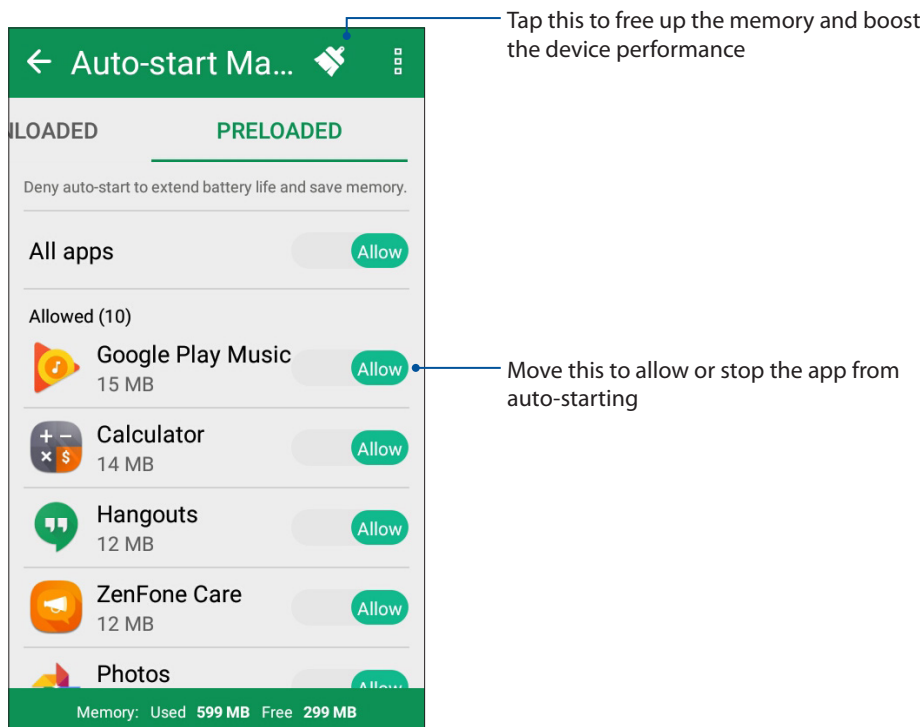 Tap this to free up the memory and boost
the device performance
Auto-start Ma...
NLOADED PRELOADED
Deny auto-start to extend battery life and save memory.
All apps Allow
Allowed (10)
Google Play Music Allow
15 MB
Move this to allow or stop the app from
auto-starting
Calculator Allow
14 MB
Hangouts Allow
12 MB
ZenFone Care Allow
12 MB
Photos Allow
Memory: Used 599 MB Free 299 MB